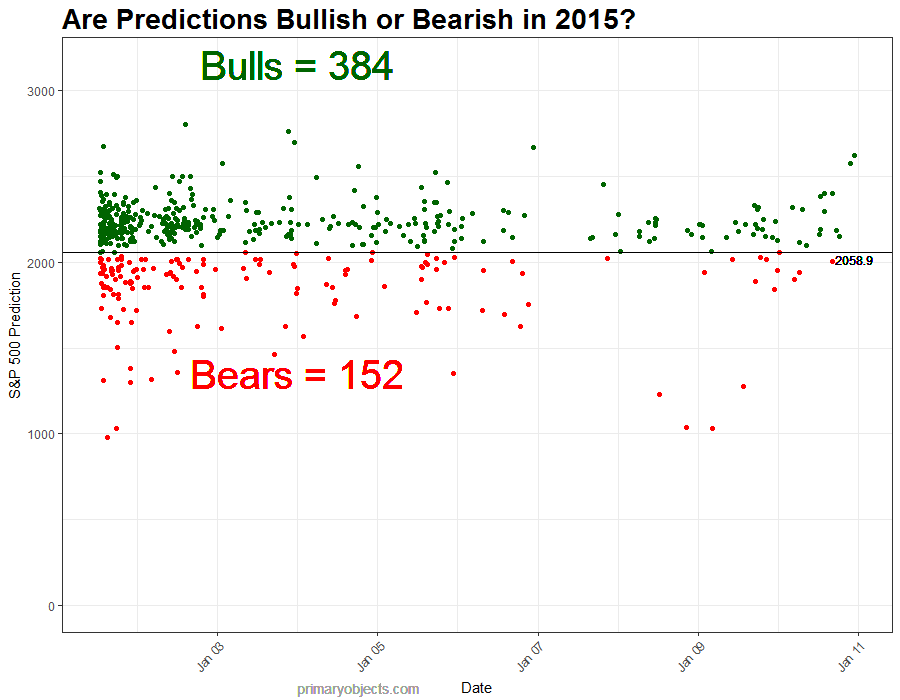 Are Predictions Bullish or Bearish in 2015?
Bulls = 384
3000
2000
2058.9
S&P 500 Prediction
Bears = 152
1000
0
Jan 03
Jan 05
Jan 07
Jan 09
Jan 11
primaryobjects.com
Date